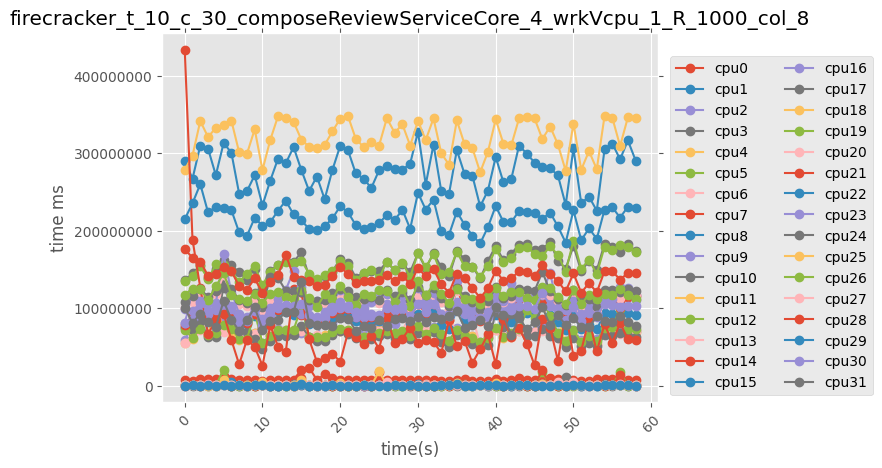 firecracker_t_10_c_30_composeReviewServiceCore_4_wrkVcpu_1_R_1000_col_8
400000000
300000000
200000000
100000000
0
time ms
0
10
20
30
40
50
60
time(s)
cpu0
cpu1
cpu2
cpu3
cpu4
cpu5
cpu6
cpu7
cpu8
cpu9
cpu10
cpu11
cpu12
cpu13
cpu14
cpu15
cpu16
cpu17
cpu18
cpu19
cpu20
cpu21
cpu22
cpu23
cpu24
cpu25
cpu26
cpu27
cpu28
cpu29
cpu30
cpu31